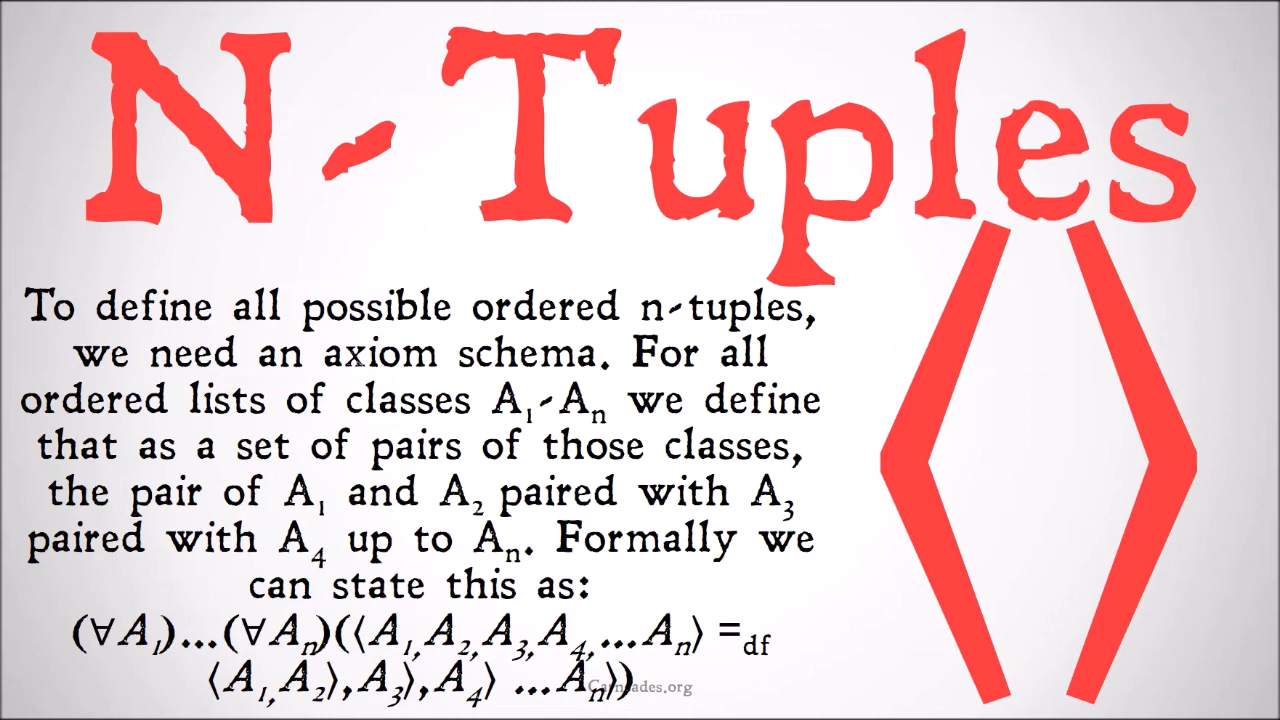 N-Tuples
To define all possible ordered n-tuples,
we need an axiom schema. For all
ordered lists of classes A₁-Aₙ we define
that as a set of pairs of those classes,
the pair of A₁ and A₂ paired with A₃
paired with A₄ up to Aₙ. Formally we
can state this as:
(∀A₁)...(∀Aₙ)(⟨A₁,A₂,A₃,A₄,...Aₙ⟩ =df
⟨A₁,A₂⟩,A₃⟩,A₄⟩ ...Aₙ⟩)
Carneades.org
⟨⟩